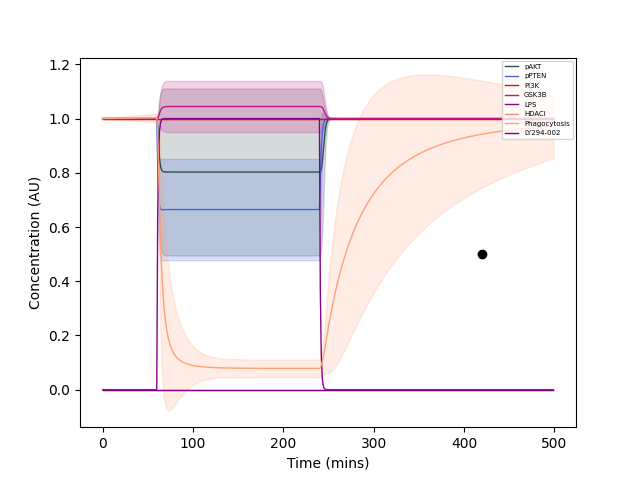 1.2
1.0
0.8
0.6
0.4
0.2
0.0
Concentration (AU)
0
100
200
300
400
500
Time (mins)
pAKT
pPTEN
PI3K
GSK3B
LPS
HDACi
Phagocytosis
LY294-002